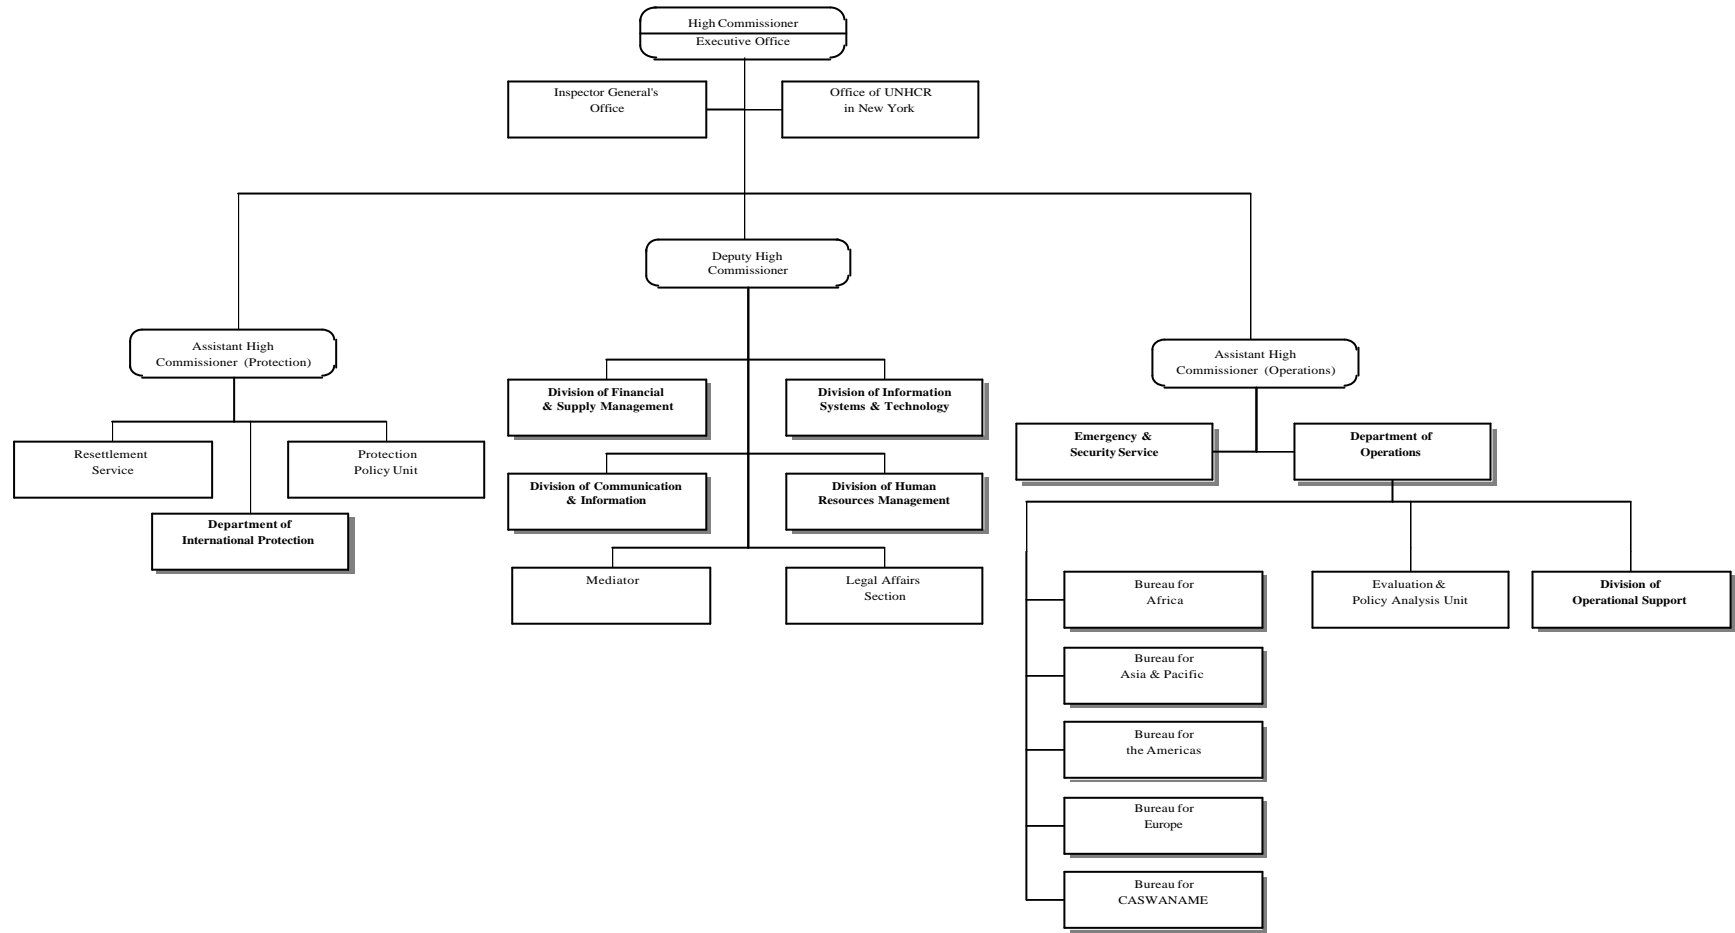 High Commissioner
Executive Office
Inspector General's
Office
Office of UNHCR
in New York
Deputy High
Commissioner
Assistant High
Commissioner (Protection)
Resettlement
Service
Protection
Policy Unit
Department of
International Protection
Division of Financial
& Supply Management
Division of Information
Systems & Technology
Division of Communication
& Information
Division of Human
Resources Management
Mediator
Legal Affairs
Section
Assistant High
Commissioner (Operations)
Emergency &
Security Service
Department of
Operations
Bureau for
Africa
Bureau for
Asia & Pacific
Bureau for
the Americas
Bureau for
Europe
Bureau for
CASWANAME
Evaluation &
Policy Analysis Unit
Division of
Operational Support